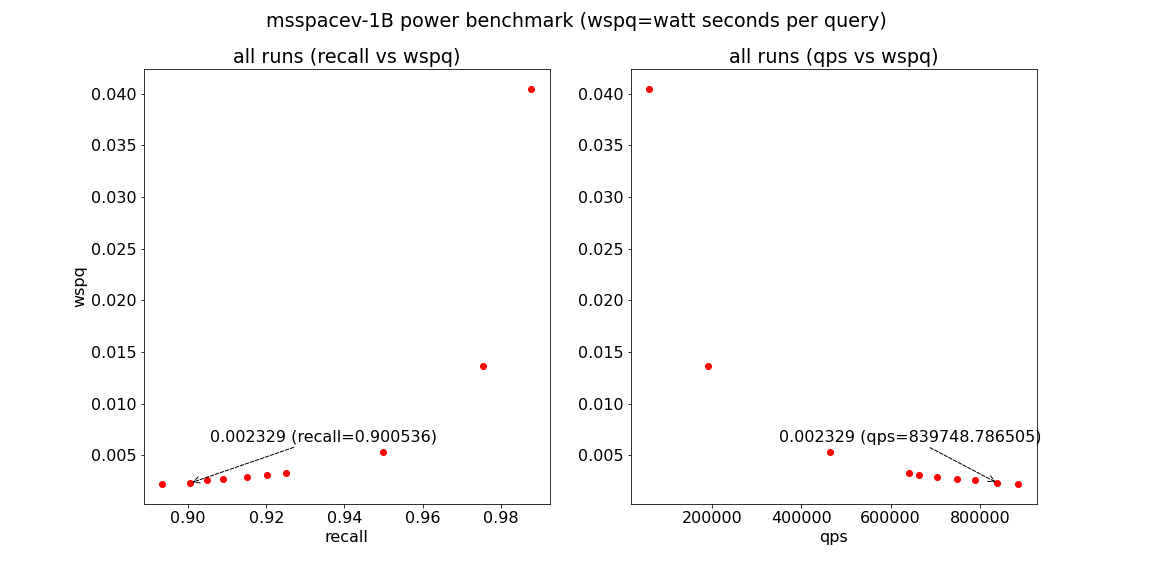 msspacev-1B power benchmark (wspq=watt seconds per query)
all runs (recall vs wspq)
0.040
0.035
0.030
0.025
0.020
0.015
0.010
0.005
wspq
0.002329 (recall=0.900536)
0.90 0.92 0.94 0.96 0.98
recall
all runs (qps vs wspq)
0.040
0.035
0.030
0.025
0.020
0.015
0.010
0.005
0.002329 (qps=839748.786505)
200000 400000 600000 800000
qps